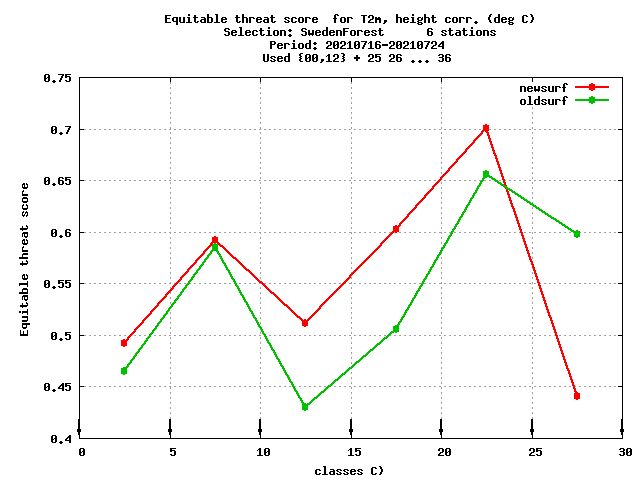 Equitable threat score  for T2m, height corr. (deg C)
Selection: SwedenForest      6 stations
Period: 20210716-20210724
Used {00,12} + 25 26 ... 36
newsurf
oldsurf
0.75
0.7
0.65
0.6
0.55
0.5
0.45
0.4
Equitable threat score
0 5 10 15 20 25 30
classes C)